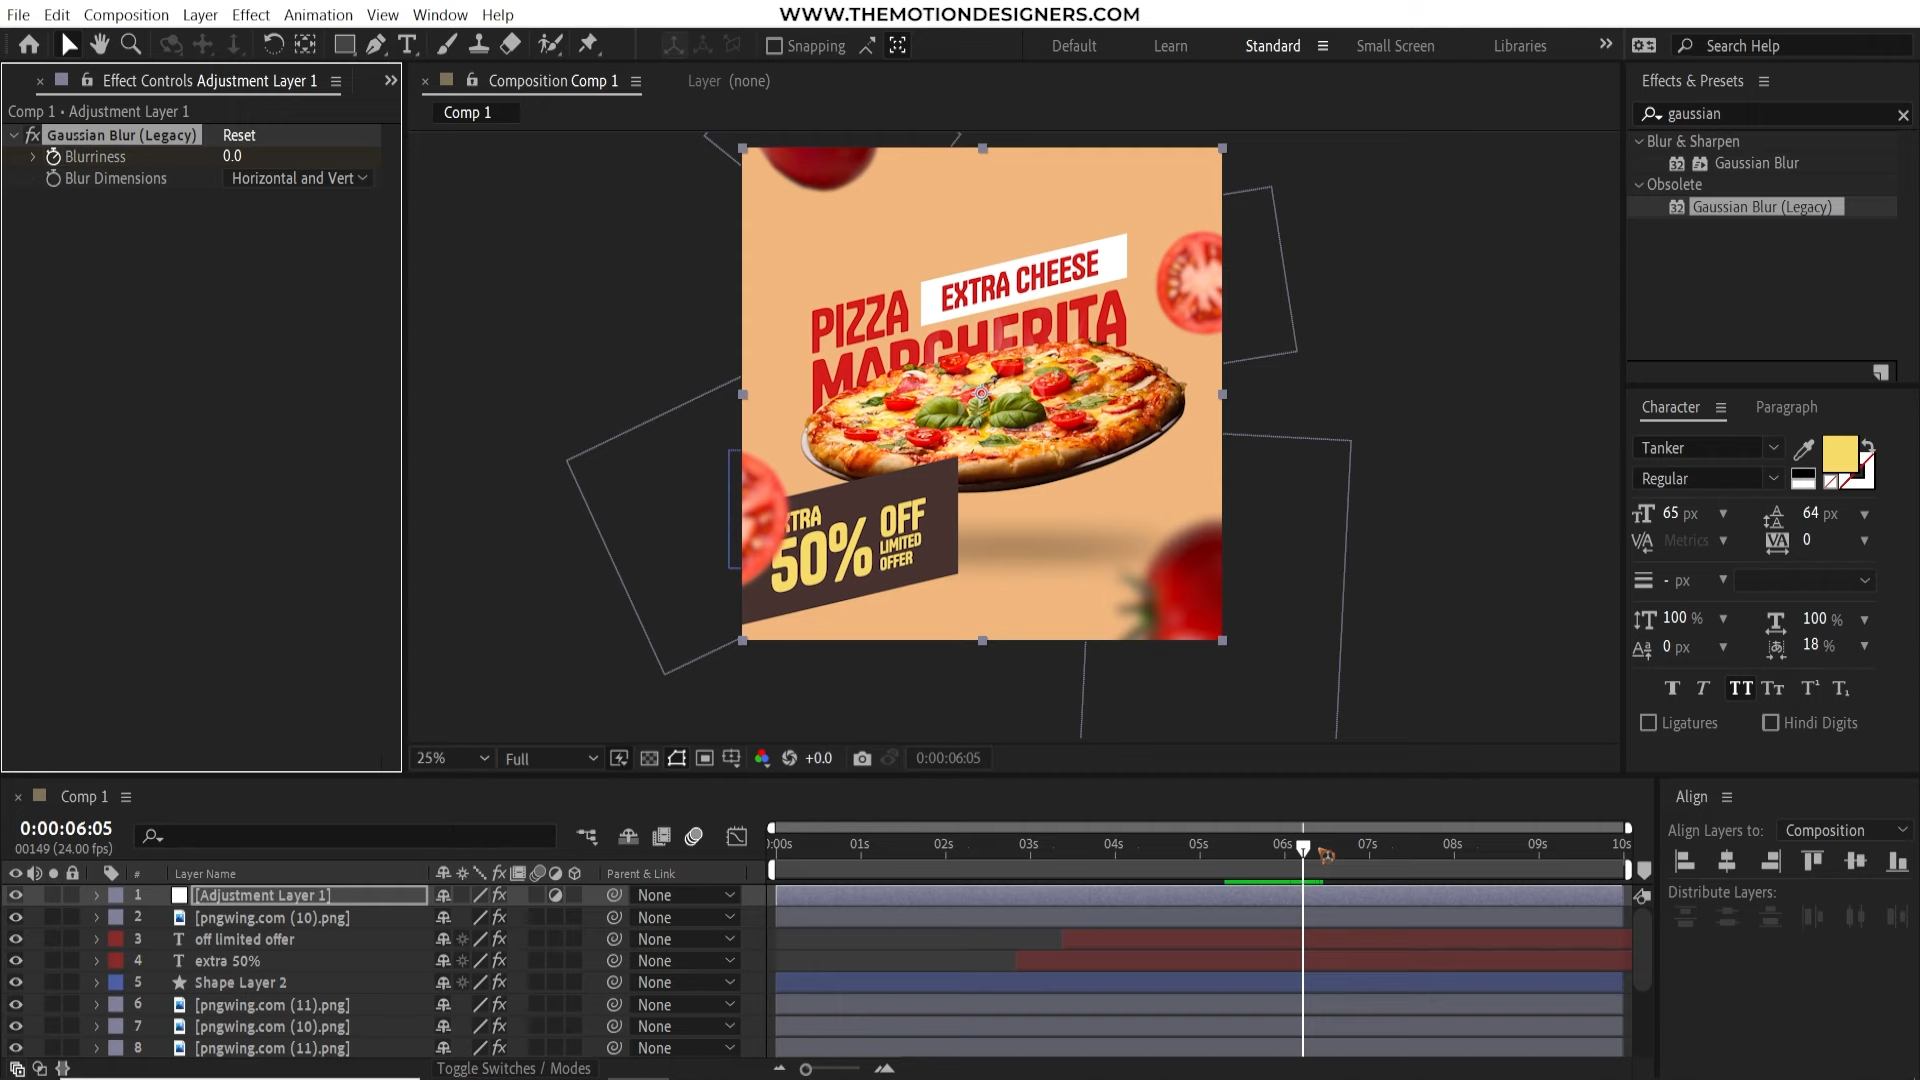 File Edit Composition Layer Effect Animation View Window Help
WWW.THEMOTIONDESIGNERS.COM
Snapping
Default Learn Standard Small Screen Libraries
Search Help
Effect Controls Adjustment Layer 1
Comp 1 • Adjustment Layer 1
fx Gaussian Blur (Legacy) Reset
Blurriness 0.0
Blur Dimensions Horizontal and Vert
Composition Comp 1
Layer (none)
Comp 1
PIZZA
EXTRA CHEESE
MARGHERITA
50% OFF
LIMITED
OFFER
25% Full +0.0 0:00:06:05
Effects & Presets
gaussian
Blur & Sharpen
32 Gaussian Blur
Obsolete
32 Gaussian Blur (Legacy)
Character Paragraph
Tanker
Regular
65 px 64 px
Metrics 0
- px
100 % 100 %
0 px 18 %
Ligatures Hindi Digits
Comp 1
0:00:06:05
00149 (24.00 fps)
:00s 01s 02s 03s 04s 05s 06s 07s 08s 09s 10s
# Layer Name Parent & Link
1 [Adjustment Layer 1] None
2 [pngwing.com (10).png] None
3 off limited offer None
4 extra 50% None
5 Shape Layer 2 None
6 [pngwing.com (11).png] None
7 [pngwing.com (10).png] None
8 [pngwing.com (11).png] None
Toggle Switches / Modes
Align
Align Layers to: Composition
Distribute Layers: